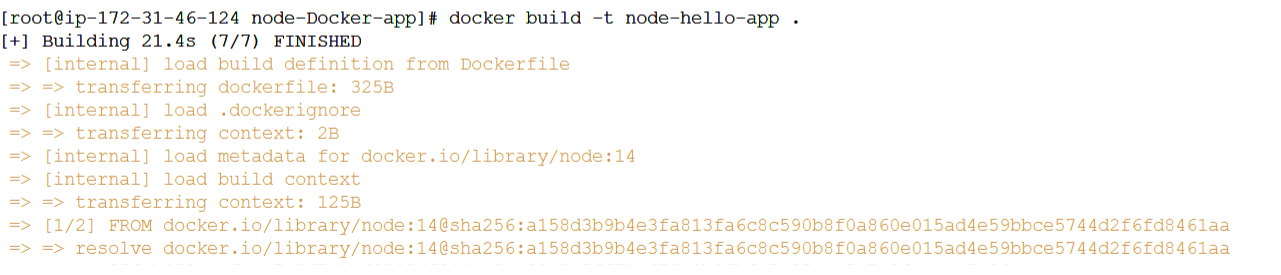 [root@ip-172-31-46-124 node-Docker-app]# docker build -t node-hello-app .
[+] Building 21.4s (7/7) FINISHED
=> [internal] load build definition from Dockerfile
=> => transferring dockerfile: 325B
=> [internal] load .dockerignore
=> => transferring context: 2B
=> [internal] load metadata for docker.io/library/node:14
=> [internal] load build context
=> => transferring context: 125B
=> [1/2] FROM docker.io/library/node:14@sha256:a158d3b9b4e3fa813fa6c8c590b8f0a860e015ad4e59bbce5744d2f6fd8461aa
=> => resolve docker.io/library/node:14@sha256:a158d3b9b4e3fa813fa6c8c590b8f0a860e015ad4e59bbce5744d2f6fd8461aa